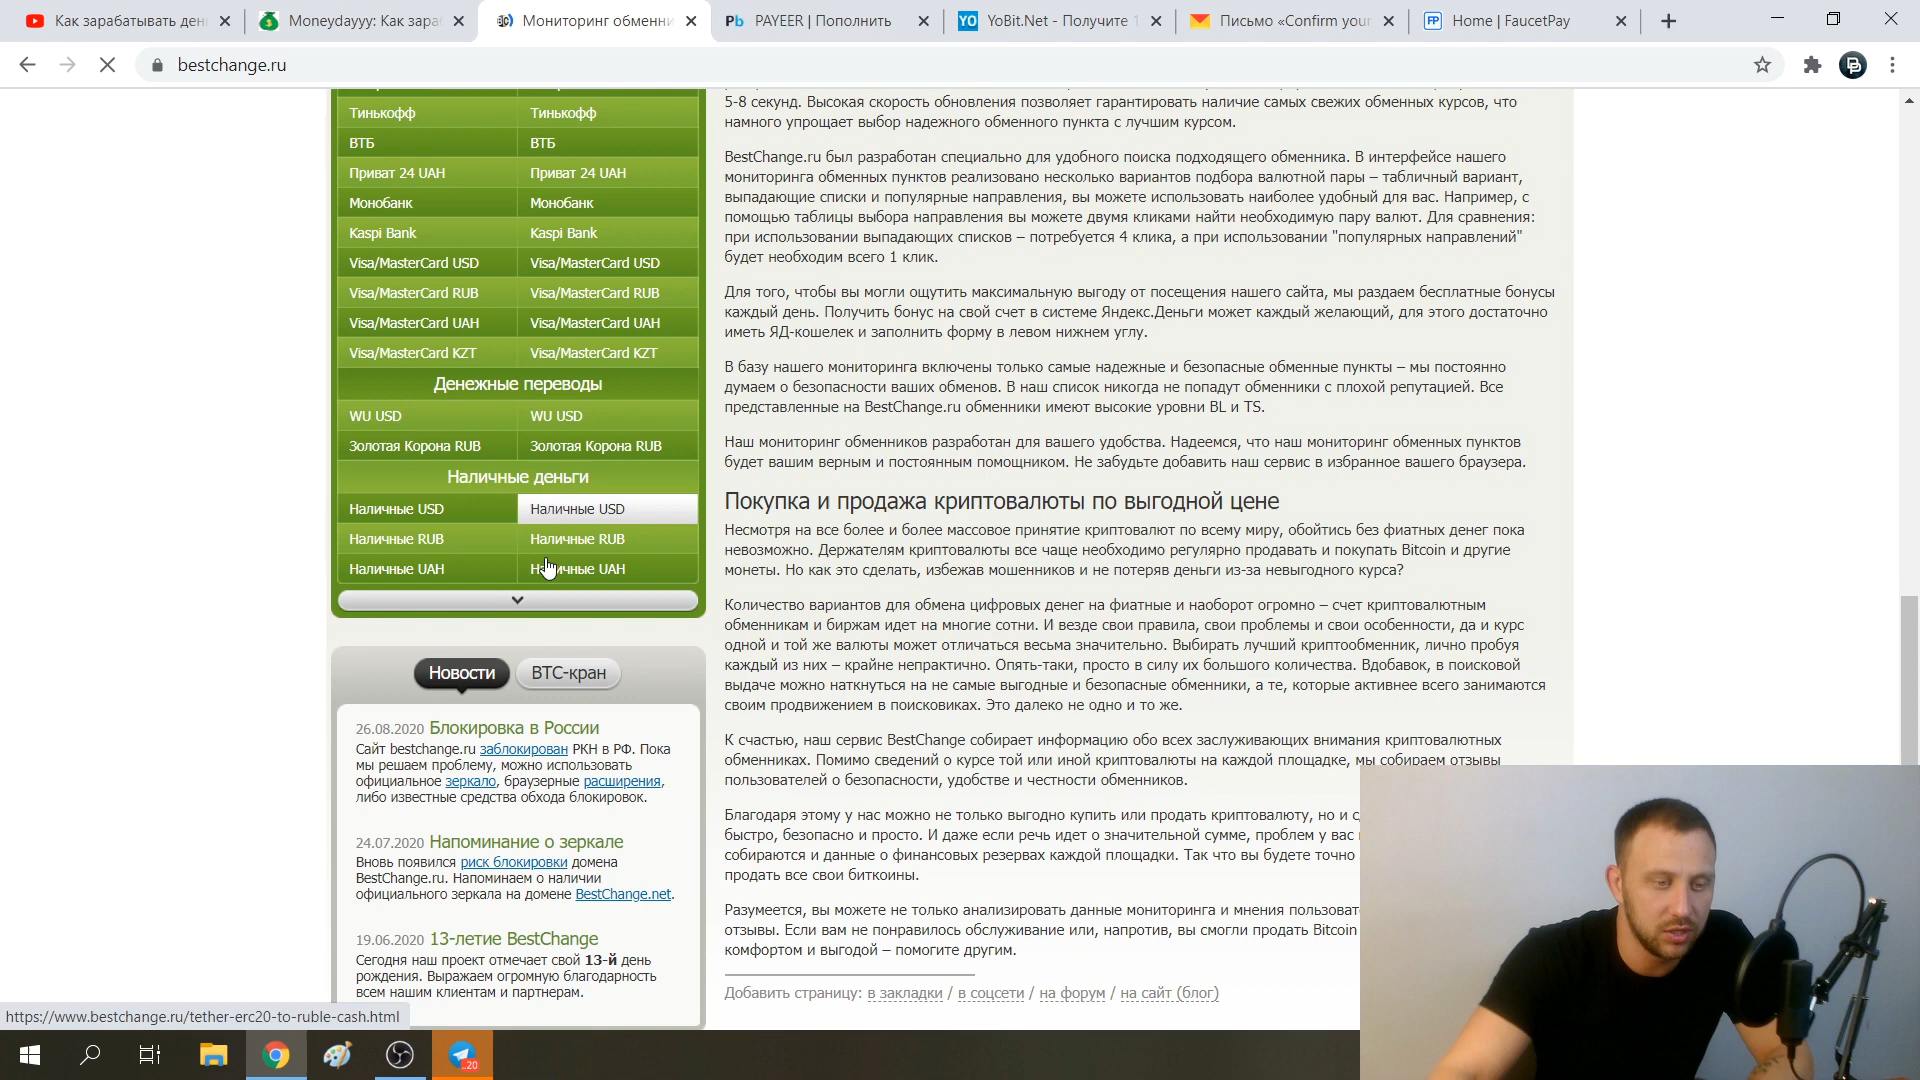 Как зарабатывать ден
Moneydayyy: Как зара
Мониторинг обменни
PAYEER | Пополнить
YoBit.Net - Получите 1
Письмо «Confirm your
Home | FaucetPay
bestchange.ru
Тинькофф Тинькофф
ВТБ ВТБ
Приват 24 UAH Приват 24 UAH
Монобанк Монобанк
Kaspi Bank Kaspi Bank
Visa/MasterCard USD Visa/MasterCard USD
Visa/MasterCard RUB Visa/MasterCard RUB
Visa/MasterCard UAH Visa/MasterCard UAH
Visa/MasterCard KZT Visa/MasterCard KZT
Денежные переводы
WU USD WU USD
Золотая Корона RUB Золотая Корона RUB
Наличные деньги
Наличные USD Наличные USD
Наличные RUB Наличные RUB
Наличные UAH Наличные UAH
Новости BTC-кран
26.08.2020 Блокировка в России
Сайт bestchange.ru заблокирован РКН в РФ. Пока
мы решаем проблему, можно использовать
официальное зеркало, браузерные расширения,
либо известные средства обхода блокировок.
24.07.2020 Напоминание о зеркале
Вновь появился риск блокировки домена
BestChange.ru. Напоминаем о наличии
официального зеркала на домене BestChange.net.
19.06.2020 13-летие BestChange
Сегодня наш проект отмечает свой 13-й день
рождения. Выражаем огромную благодарность
всем нашим клиентам и партнерам.
5-8 секунд. Высокая скорость обновления позволяет гарантировать наличие самых свежих обменных курсов, что
намного упрощает выбор надежного обменного пункта с лучшим курсом.
BestChange.ru был разработан специально для удобного поиска подходящего обменника. В интерфейсе нашего
мониторинга обменных пунктов реализовано несколько вариантов подбора валютной пары – табличный вариант,
выпадающие списки и популярные направления, вы можете использовать наиболее удобный для вас. Например, с
помощью таблицы выбора направления вы можете двумя кликами найти необходимую пару валют. Для сравнения:
при использовании выпадающих списков – потребуется 4 клика, а при использовании "популярных направлений"
будет необходим всего 1 клик.
Для того, чтобы вы могли ощутить максимальную выгоду от посещения нашего сайта, мы раздаем бесплатные бонусы
каждый день. Получить бонус на свой счет в системе Яндекс.Деньги может каждый желающий, для этого достаточно
иметь ЯД-кошелек и заполнить форму в левом нижнем углу.
В базу нашего мониторинга включены только самые надежные и безопасные обменные пункты – мы постоянно
думаем о безопасности ваших обменов. В наш список никогда не попадут обменники с плохой репутацией. Все
представленные на BestChange.ru обменники имеют высокие уровни BL и TS.
Наш мониторинг обменников разработан для вашего удобства. Надеемся, что наш мониторинг обменных пунктов
будет вашим верным и постоянным помощником. Не забудьте добавить наш сервис в избранное вашего браузера.
Покупка и продажа криптовалюты по выгодной цене
Несмотря на все более и более массовое принятие криптовалют по всему миру, обойтись без фиатных денег пока
невозможно. Держателям криптовалюты все чаще необходимо регулярно продавать и покупать Bitcoin и другие
монеты. Но как это сделать, избежав мошенников и не потеряв деньги из-за невыгодного курса?
Количество вариантов для обмена цифровых денег на фиатные и наоборот огромно – счет криптовалютным
обменникам и биржам идет на многие сотни. И везде свои правила, свои проблемы и свои особенности, да и курс
одной и той же валюты может отличаться весьма значительно. Выбирать лучший криптообменник, лично пробуя
каждый из них – крайне непрактично. Опять-таки, просто в силу их большого количества. Вдобавок, в поисковой
выдаче можно наткнуться на не самые выгодные и безопасные обменники, а те, которые активнее всего занимаются
своим продвижением в поисковиках. Это далеко не одно и то же.
К счастью, наш сервис BestChange собирает информацию обо всех заслуживающих внимания криптовалютных
обменниках. Помимо сведений о курсе той или иной криптовалюты на каждой площадке, мы собираем отзывы
пользователей о безопасности, удобстве и честности обменников.
Благодаря этому у нас можно не только выгодно купить или продать криптовалюту, но и сд
быстро, безопасно и просто. И даже если речь идет о значительной сумме, проблем у вас
собираются и данные о финансовых резервах каждой площадки. Так что вы будете точно
продать все свои биткоины.
Разумеется, вы можете не только анализировать данные мониторинга и мнения пользоват
отзывы. Если вам не понравилось обслуживание или, напротив, вы смогли продать Bitcoin
комфортом и выгодой – помогите другим.
Добавить страницу: в закладки / в соцсети / на форум / на сайт (блог)
https://www.bestchange.ru/tether-erc20-to-ruble-cash.html